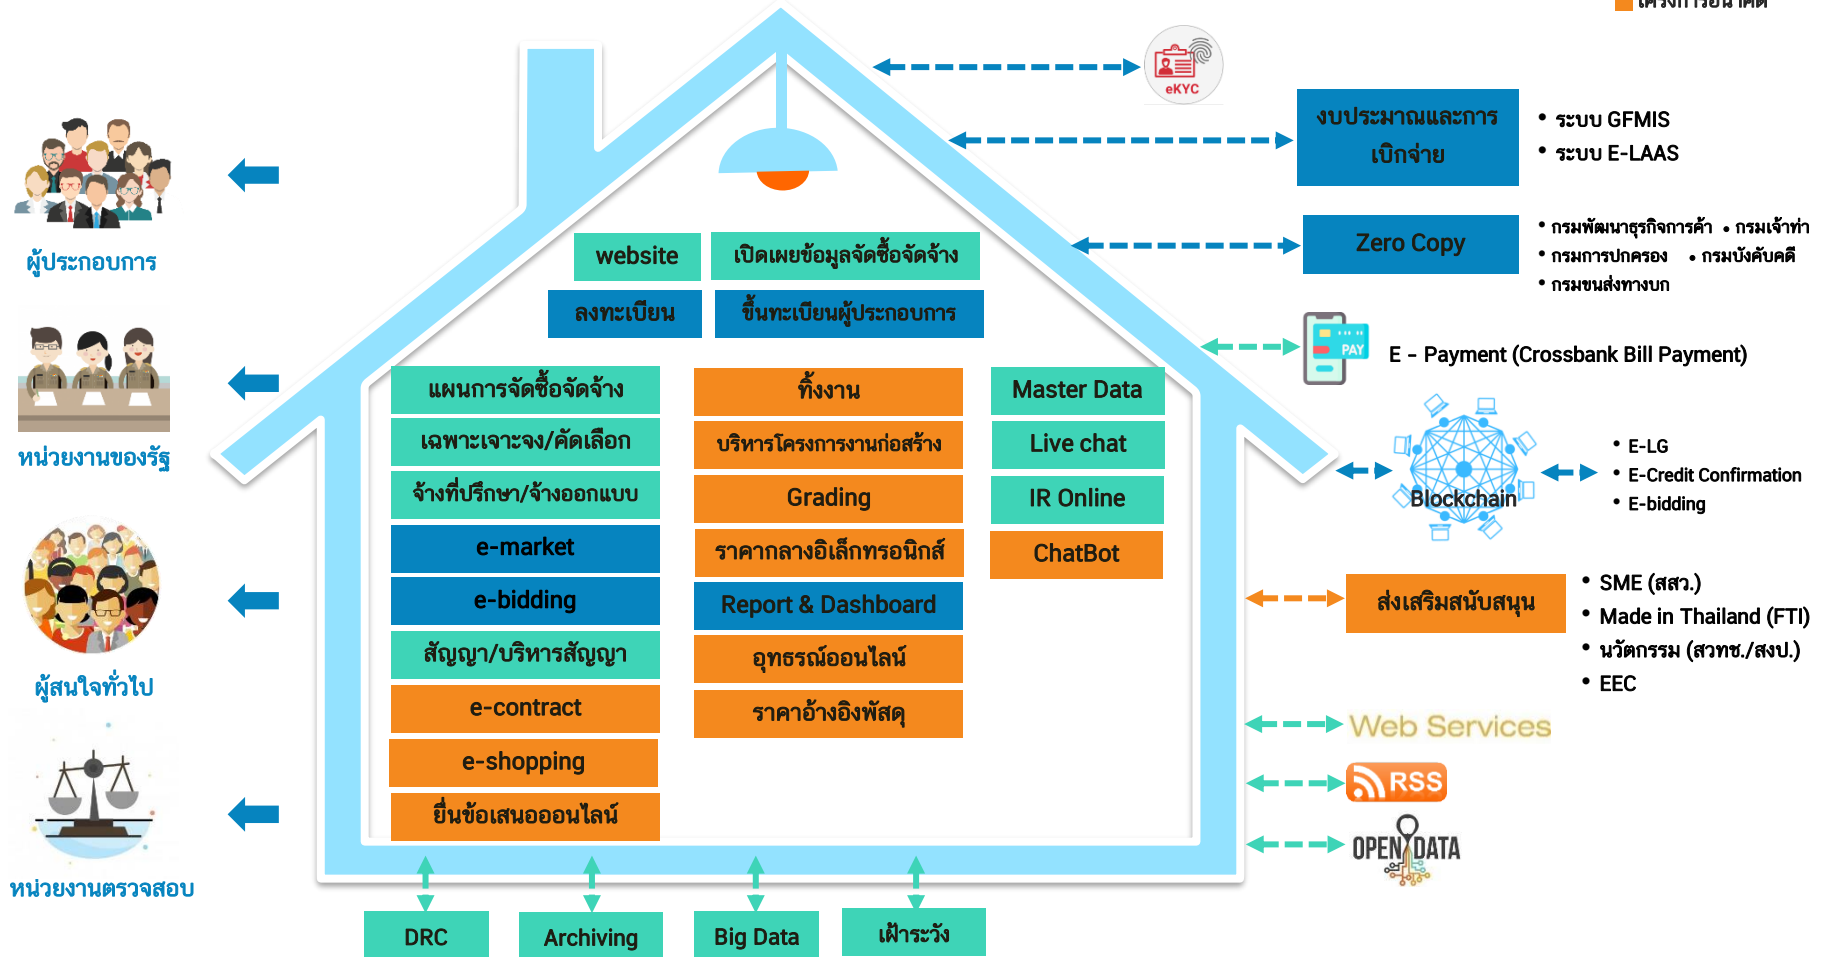 โครงการอนาคต
eKYC
งบประมาณและการ
เบิกจ่าย
• ระบบ GFMIS
• ระบบ E-LAAS
ผู้ประกอบการ
website
เปิดเผยข้อมูลจัดซื้อจัดจ้าง
ลงทะเบียน
ขึ้นทะเบียนผู้ประกอบการ
Zero Copy
• กรมพัฒนาธุรกิจการค้า • กรมเจ้าท่า
• กรมการปกครอง • กรมบังคับคดี
• กรมขนส่งทางบก
PAY
E - Payment (Crossbank Bill Payment)
หน่วยงานของรัฐ
แผนการจัดซื้อจัดจ้าง
เฉพาะเจาะจง/คัดเลือก
จ้างที่ปรึกษา/จ้างออกแบบ
e-market
e-bidding
สัญญา/บริหารสัญญา
e-contract
e-shopping
ยื่นข้อเสนอออนไลน์
ทิ้งงาน
บริหารโครงการงานก่อสร้าง
Grading
ราคากลางอิเล็กทรอนิกส์
Report & Dashboard
อุทธรณ์ออนไลน์
ราคาอ้างอิงพัสดุ
Master Data
Live chat
IR Online
ChatBot
Blockchain
• E-LG
• E-Credit Confirmation
• E-bidding
ผู้สนใจทั่วไป
ส่งเสริมสนับสนุน
• SME (สสว.)
• Made in Thailand (FTI)
• นวัตกรรม (สวทช./สงป.)
• EEC
Web Services
RSS
OPEN DATA
หน่วยงานตรวจสอบ
DRC
Archiving
Big Data
เฝ้าระวัง